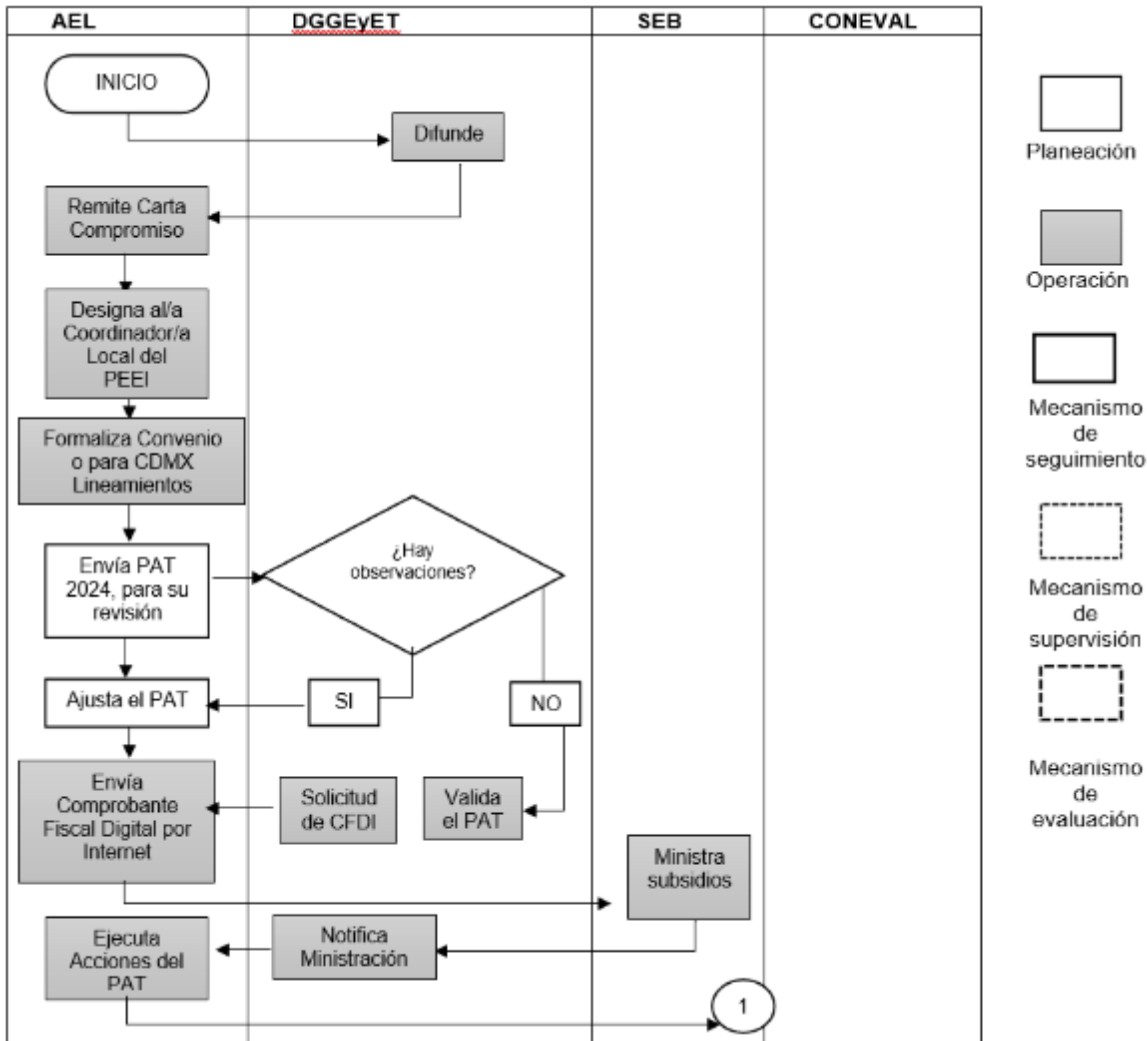 AEL
DGGEyET
SEB
CONEVAL
INICIO
Difunde
Remite Carta
Compromiso
Designa al/a
Coordinador/a
Local del
PEEI
Formaliza Convenio
o para CDMX
Lineamientos
Envía PAT
2024, para su
revisión
¿Hay
observaciones?
Ajusta el PAT
SI
NO
Envía
Comprobante
Fiscal Digital por
Internet
Solicitud
de CFDI
Valida
el PAT
Ministra
subsidios
Ejecuta
Acciones del
PAT
Notifica
Ministración
1
Planeación
Operación
Mecanismo
de
seguimiento
Mecanismo
de
supervisión
Mecanismo
de
evaluación